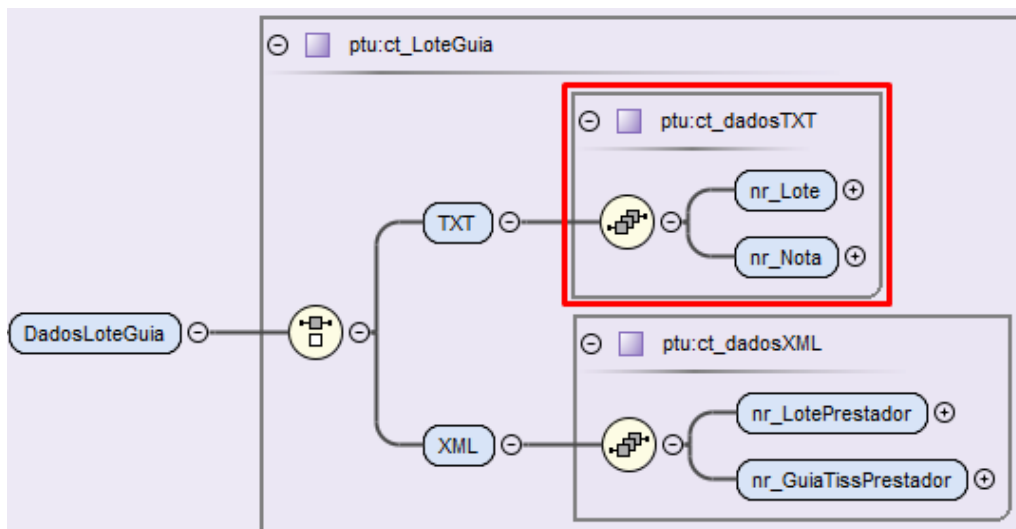 ptu:ct_LoteGuia
ptu:ct_dadosTXT
nr_Lote
TXT
nr_Nota
DadosLoteGuia
ptu:ct_dadosXML
nr_LotePrestador
XML
nr_GuiaTissPrestador